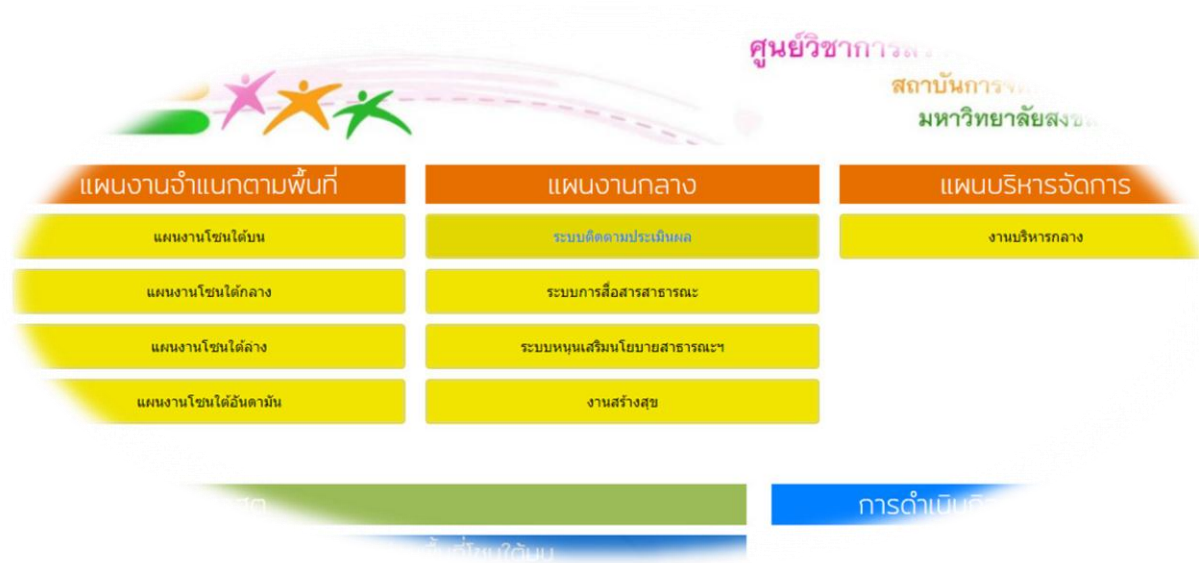 ศูนย์วิชาการ
สถาบันการ
มหาวิทยาลัย
แผนงานจำแนกตามพื้นที่
แผนงานโซนใต้บน
แผนงานโซนใต้กลาง
แผนงานโซนใต้ล่าง
แผนงานโซนใต้อันดามัน
แผนงานกลาง
ระบบติดตามประเมินผล
ระบบการสื่อสารสาธารณะ
ระบบหนุนเสริมนโยบายสาธารณะฯ
งานสร้างสุข
แผนบริหารจัดการ
งานบริหารกลาง
พื้นที่โซนใต้บน